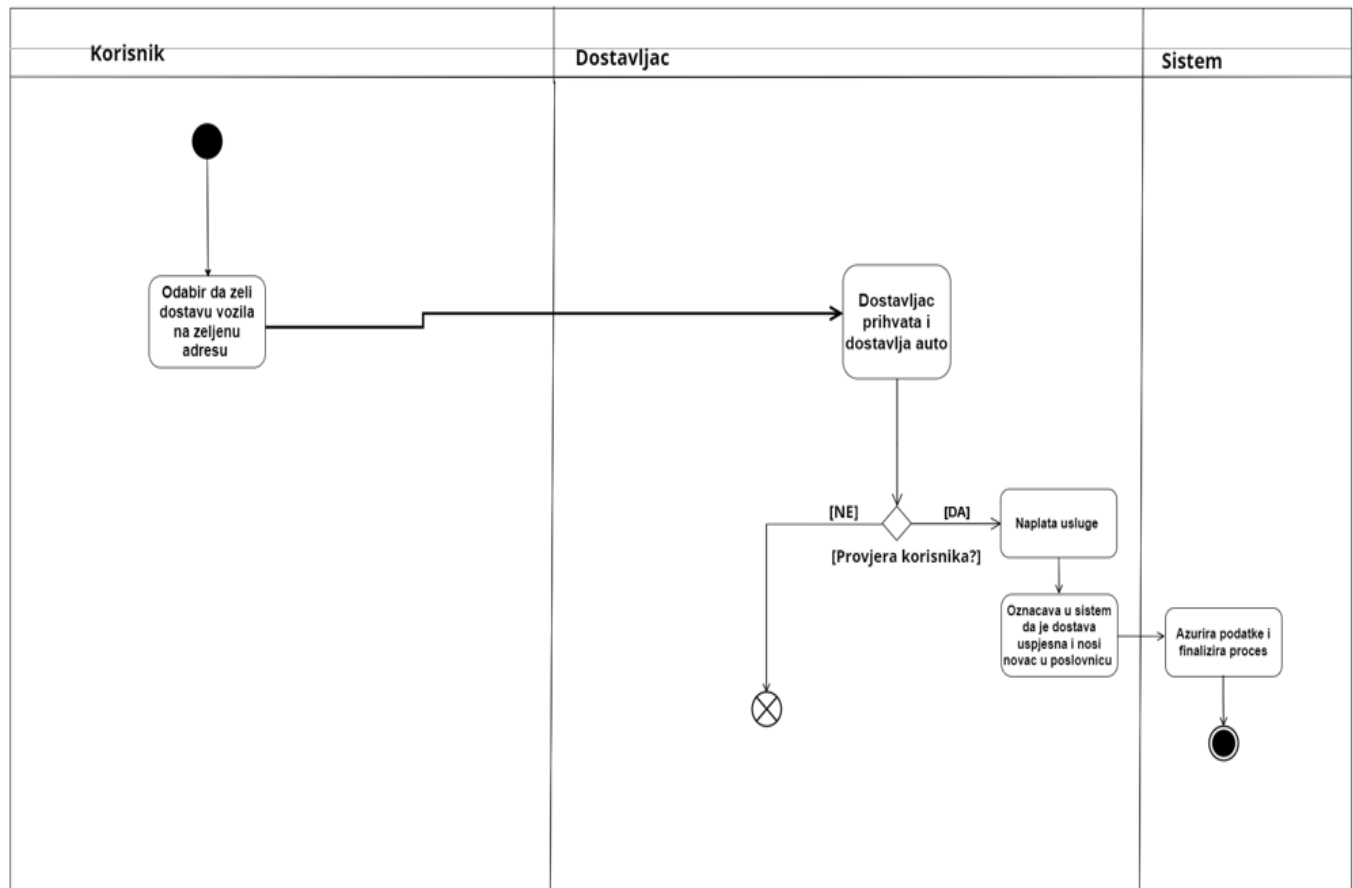 Korisnik
Dostavljac
Sistem
Odabir da zeli
dostavu vozila
na zeljenu
adresu
Dostavljac
prihvata i
dostavlja auto
[NE]
[DA]
[Provjera korisnika?]
Naplata usluge
Oznacava u sistem
da je dostava
uspjesna i nosi
novac u poslovnicu
Azurira podatke i
finalizira proces